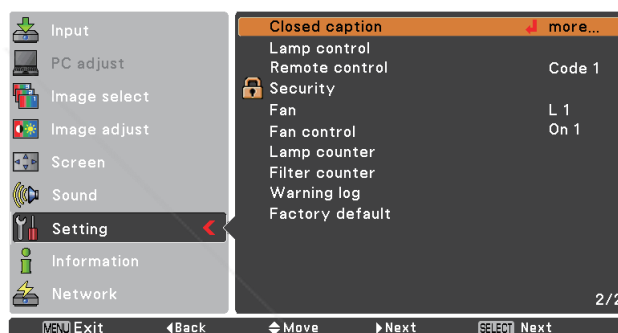 Input
PC adjust
Image select
Image adjust
Screen
Sound
Setting
Information
Network
Closed caption more...
Lamp control
Remote control Code 1
Security
Fan L 1
Fan control On 1
Lamp counter
Filter counter
Warning log
Factory default
2/2
MENU Exit Back Move Next SELECT Next